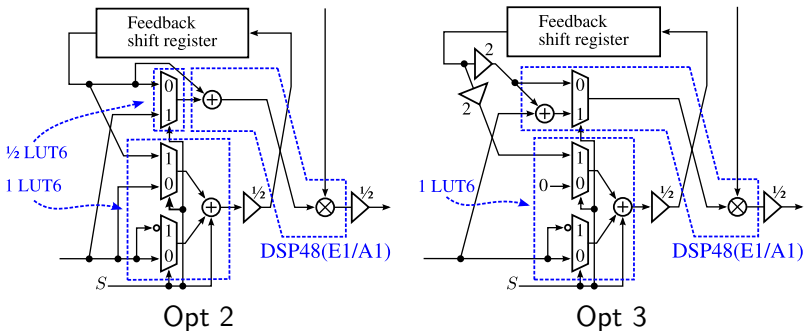 Feedback
shift register
0
1
½ LUT6
1 LUT6
1
0
+
+
½
½
1
0
DSP48(E1/A1)
S
Opt 2
Feedback
shift register
2
2
0
1
+
1
0
0
1 LUT6
+
½
½
1
0
DSP48(E1/A1)
S
Opt 3